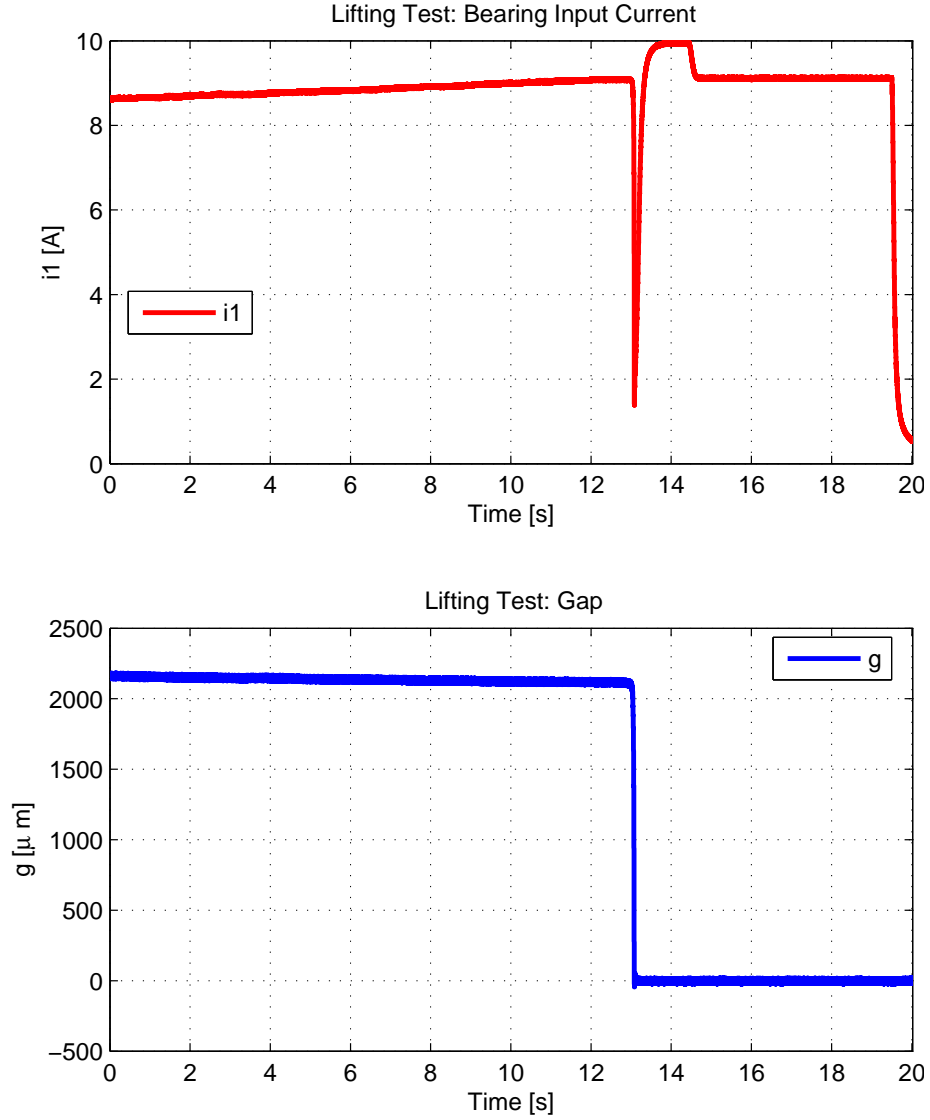 Lifting Test: Bearing Input Current
10
8
6
4
2
0
i1 [A]
i1
0 2 4 6 8 10 12 14 16 18 20
Time [s]
Lifting Test: Gap
2500
2000
1500
1000
500
0
−500
g [μ m]
g
0 2 4 6 8 10 12 14 16 18 20
Time [s]